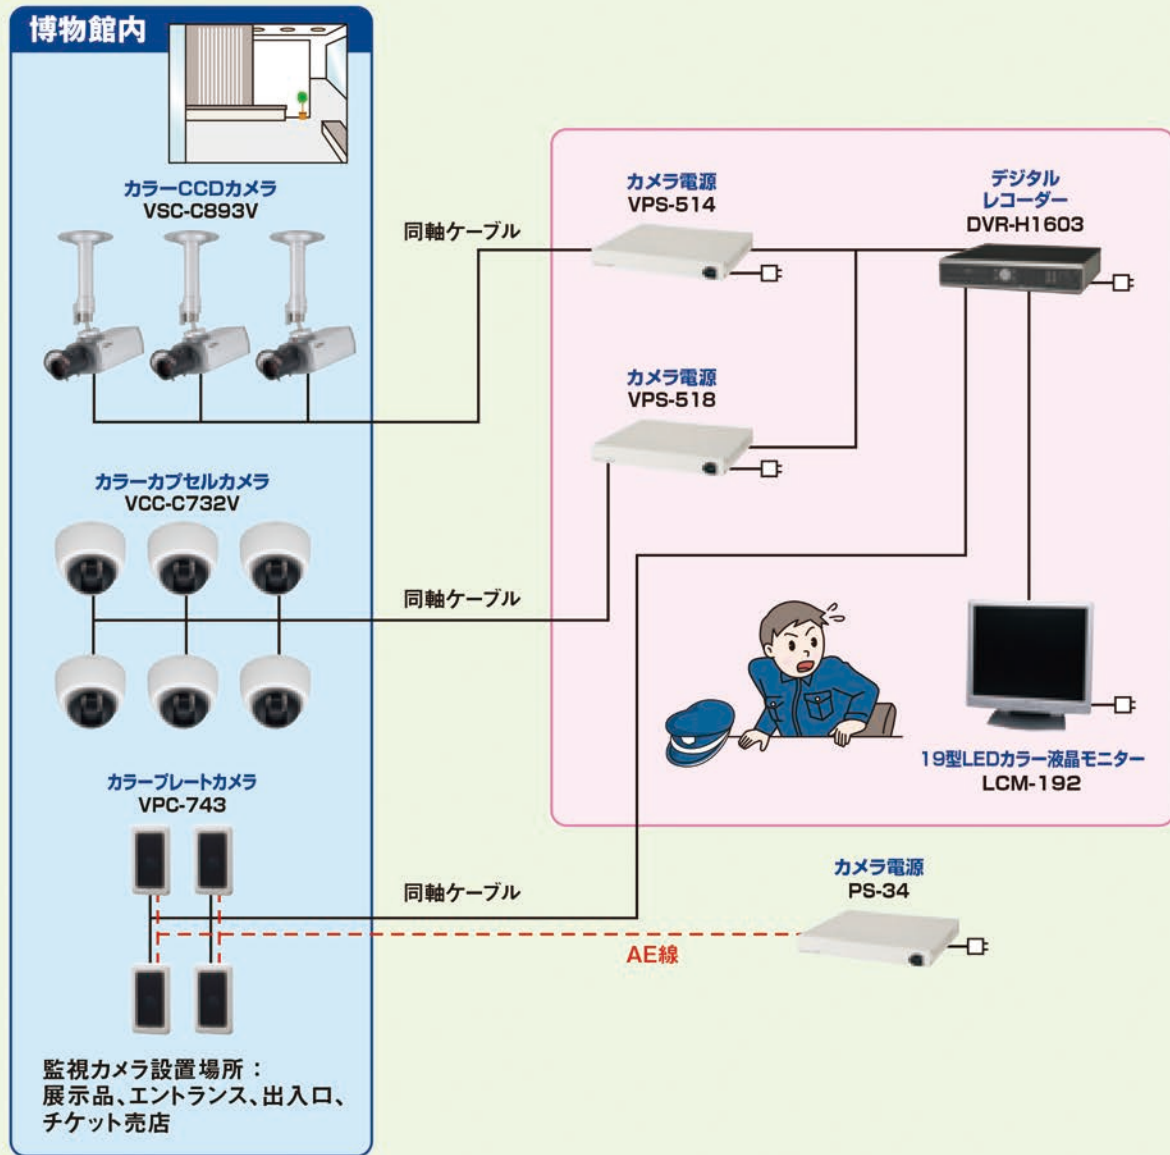 博物館内
カラーCCDカメラ
VSC-C893V
同軸ケーブル
カメラ電源
VPS-514
デジタル
レコーダー
DVR-H1603
カメラ電源
VPS-518
カラーカプセルカメラ
VCC-C732V
同軸ケーブル
19型LEDカラー液晶モニター
LCM-192
カラープレートカメラ
VPC-743
同軸ケーブル
カメラ電源
PS-34
AE線
監視カメラ設置場所：
展示品、エントランス、出入口、
チケット売店